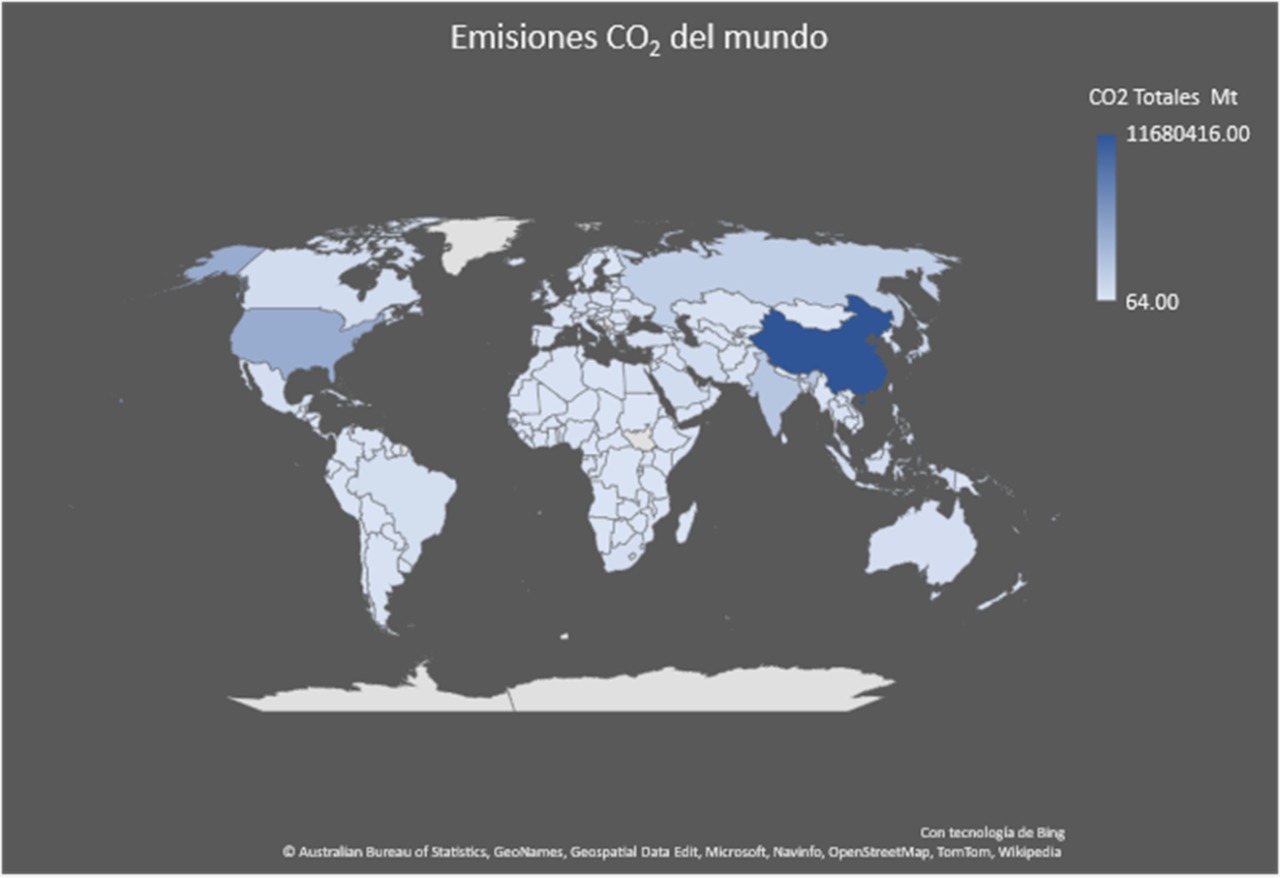 Emisiones CO₂ del mundo
CO2 Totales Mt
11680416.00
64.00
Con tecnología de Bing
© Australian Bureau of Statistics, GeoNames, Geospatial Data Edit, Microsoft, Navinfo, OpenStreetMap, TomTom, Wikipedia